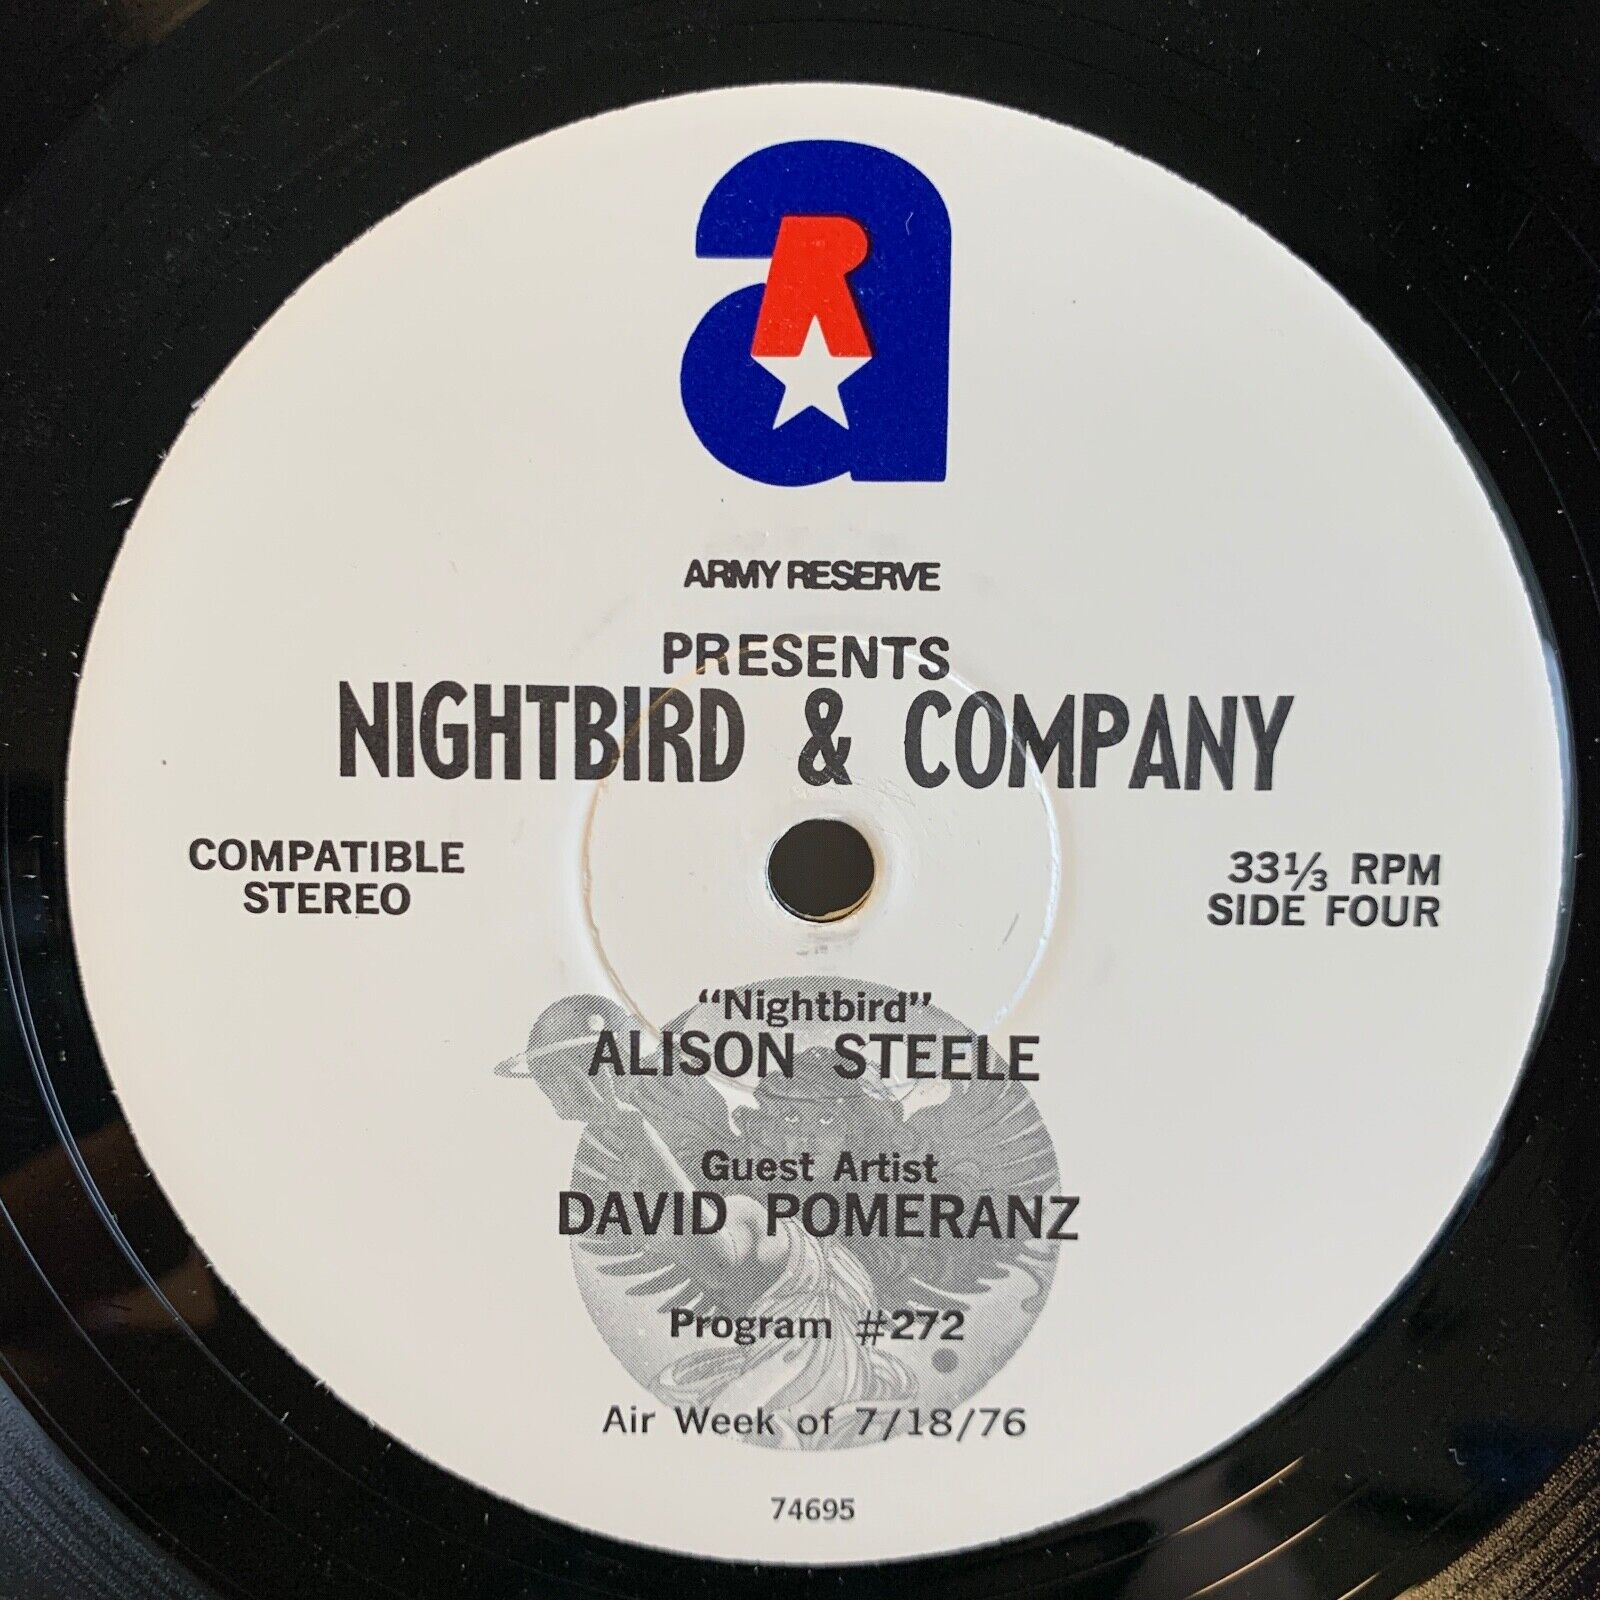 aR
ARMY RESERVE
PRESENTS
NIGHTBIRD & COMPANY
COMPATIBLE
STEREO
33⅓ RPM
SIDE FOUR
“Nightbird”
ALISON STEELE
Guest Artist
DAVID POMERANZ
Program #272
Air Week of 7/18/76
74695